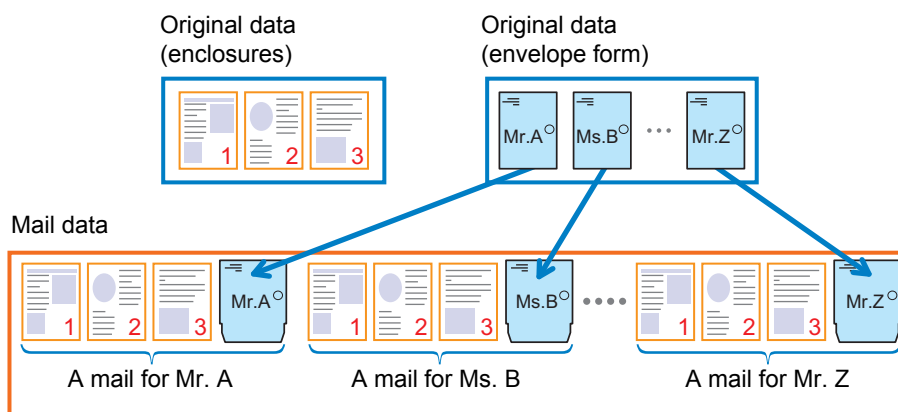 Original data
(enclosures)
Original data
(envelope form)
1 2 3
Mr.A Ms.B Mr.Z
Mail data
1 2 3 Mr.A 1 2 3 Ms.B 1 2 3 Mr.Z
A mail for Mr. A A mail for Ms. B A mail for Mr. Z